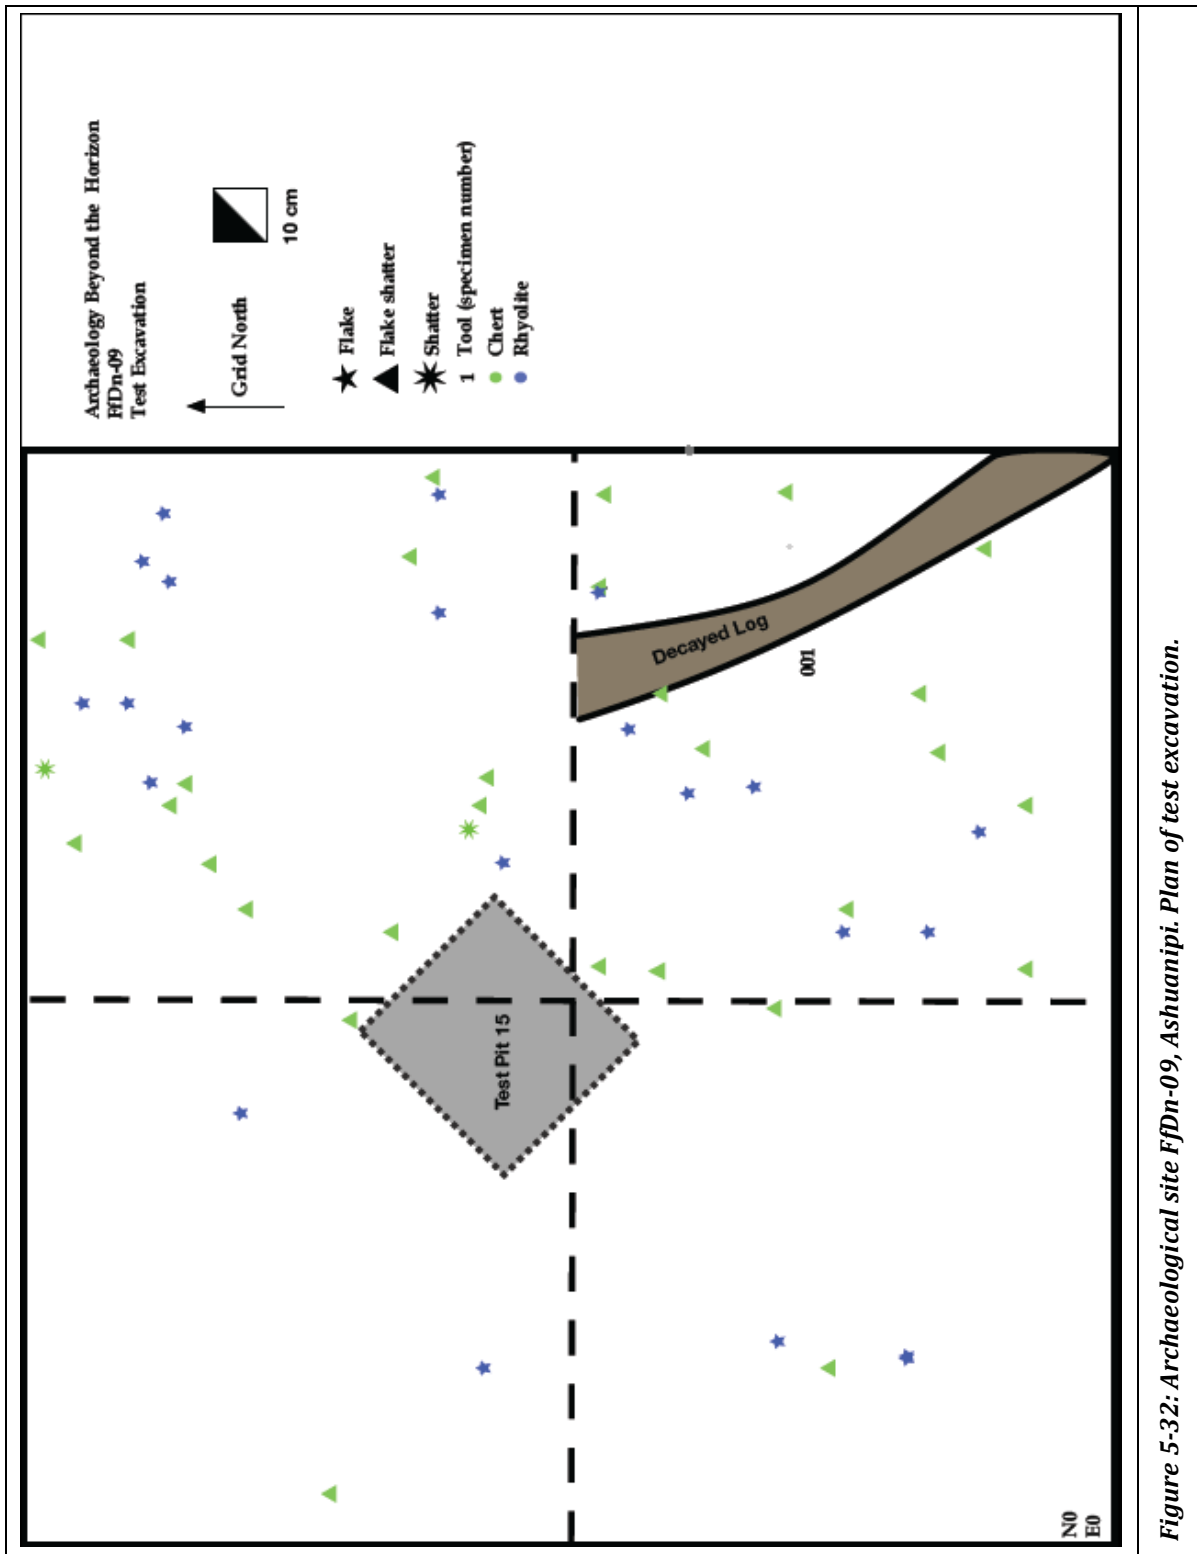 Archaeology Beyond the Horizon
FfDn-09
Test Excavation
Grid North
10 cm
Flake
Flake shatter
Shatter
1 Tool (specimen number)
Chert
Rhyolite
Decayed Log
001
Test Pit 15
N0
E0
Figure 5-32: Archaeological site FfDn-09, Ashuanipi. Plan of test excavation.